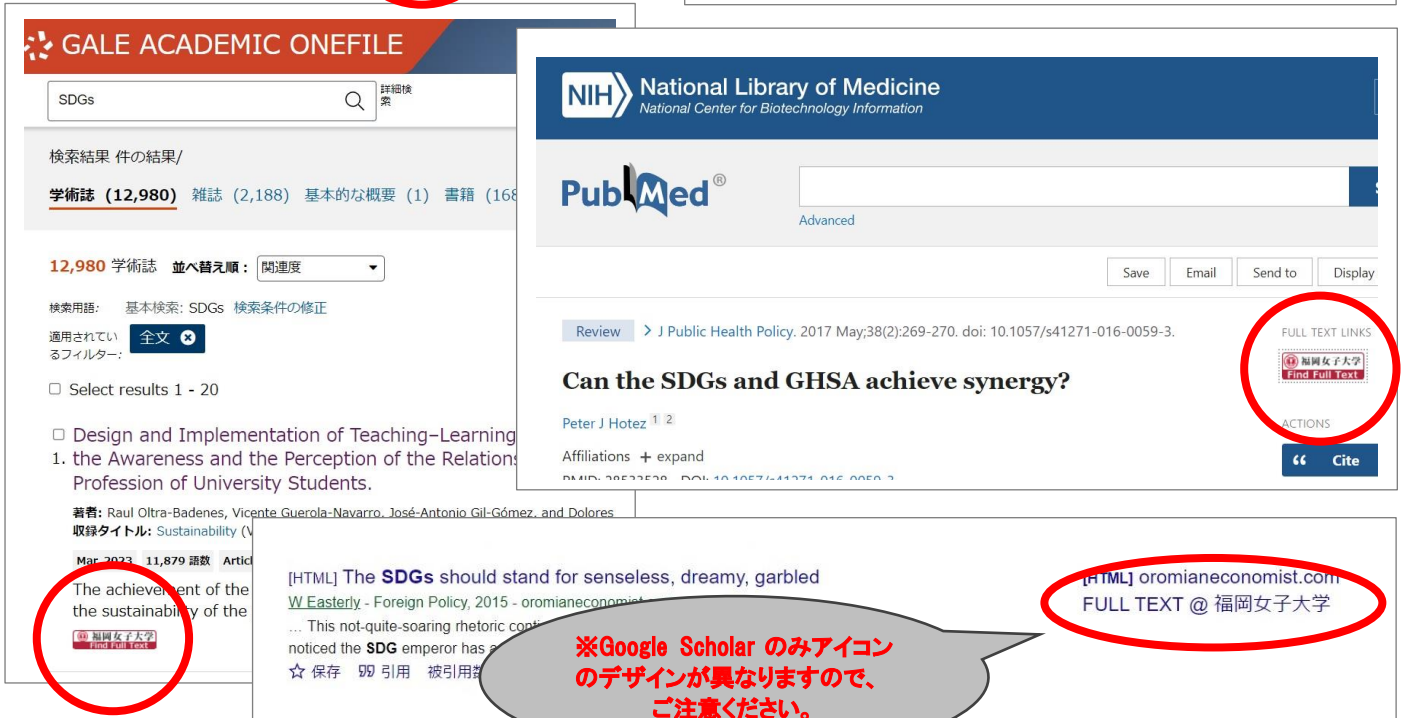 GALE ACADEMIC ONEFILE
SDGs
詳細検
索
検索結果 件の結果/
学術誌 (12,980) 雑誌 (2,188) 基本的な概要 (1) 書籍 (168
12,980 学術誌 並べ替え順： 関連度
検索用語: 基本検索: SDGs 検索条件の修正
適用されてい
るフィルター:
全文
Select results 1 - 20
Design and Implementation of Teaching–Learning
1. the Awareness and the Perception of the Relations
Profession of University Students.
著者: Raul Oltra-Badenes, Vicente Guerola-Navarro, José-Antonio Gil-Gómez, and Dolores
収録タイトル: Sustainability (V
Mar 2023 11,879 語数 Articl
The achievement of the
the sustainability of the
福岡女子大学
Find Full Text
NIH National Library of Medicine
National Center for Biotechnology Information
PubMed®
Advanced
Save Email Send to Display
Review J Public Health Policy. 2017 May;38(2):269-270. doi: 10.1057/s41271-016-0059-3.
Can the SDGs and GHSA achieve synergy?
Peter J Hotez 1 2
Affiliations + expand
PMID: 28533528 DOI: 10.1057/s41271-016-0059-3
FULL TEXT LINKS
福岡女子大学
Find Full Text
ACTIONS
Cite
[HTML] The SDGs should stand for senseless, dreamy, garbled
W Easterly - Foreign Policy, 2015 - oromianeconomist
... This not-quite-soaring rhetoric
noticed the SDG emperor has
保存 引用 被引用数
[HTML] oromianeconomist.com
FULL TEXT @ 福岡女子大学
※Google Scholar のみアイコン
のデザインが異なりますので、
ご注意ください。